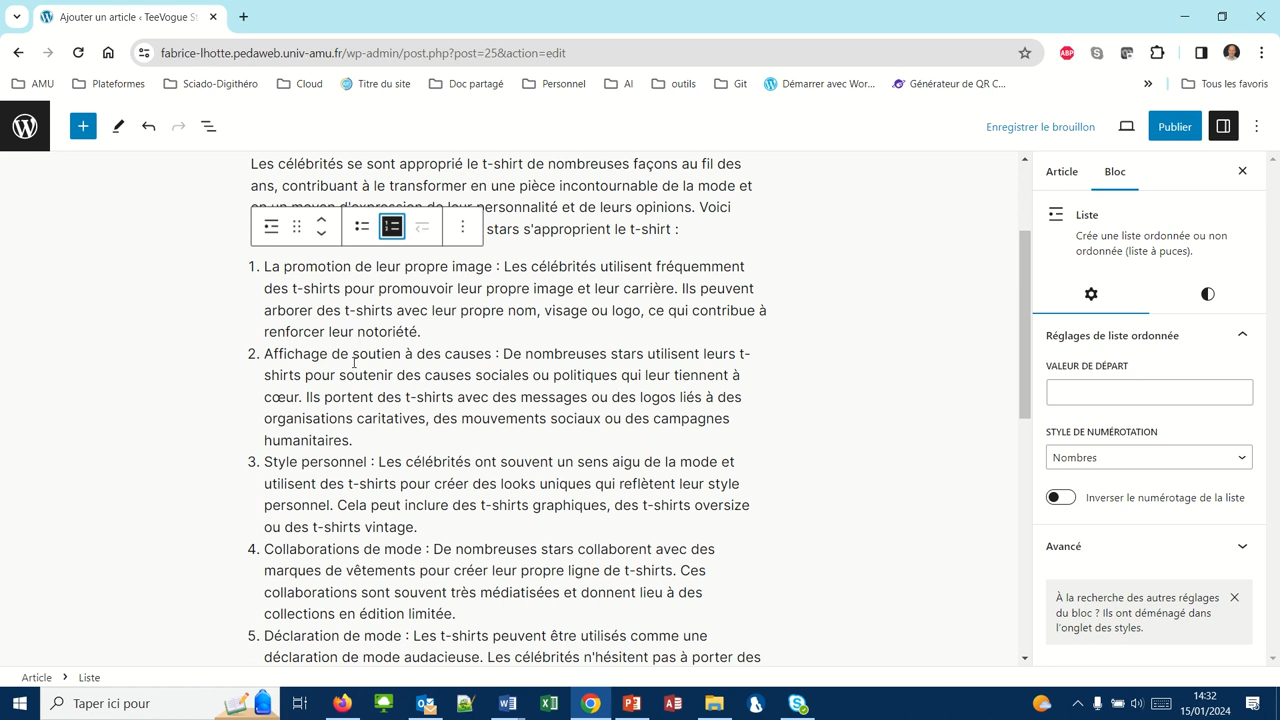 Ajouter un article ‹ TeeVogue St
fabrice-lhotte.pedaweb.univ-amu.fr/wp-admin/post.php?post=25&action=edit
AMU
Plateformes
Sciado-Digithéro
Cloud
Titre du site
Doc partagé
Personnel
AI
outils
Git
Démarrer avec Wor...
Générateur de QR C...
Tous les favoris
Enregistrer le brouillon
Publier
Les célébrités se sont approprié le t-shirt de nombreuses façons au fil des
ans, contribuant à le transformer en une pièce incontournable de la mode et
en un moyen d'expression de leur personnalité et de leurs opinions. Voici
stars s'approprient le t-shirt :
1. La promotion de leur propre image : Les célébrités utilisent fréquemment
des t-shirts pour promouvoir leur propre image et leur carrière. Ils peuvent
arborer des t-shirts avec leur propre nom, visage ou logo, ce qui contribue à
renforcer leur notoriété.
2. Affichage de soutien à des causes : De nombreuses stars utilisent leurs t-
shirts pour soutenir des causes sociales ou politiques qui leur tiennent à
cœur. Ils portent des t-shirts avec des messages ou des logos liés à des
organisations caritatives, des mouvements sociaux ou des campagnes
humanitaires.
3. Style personnel : Les célébrités ont souvent un sens aigu de la mode et
utilisent des t-shirts pour créer des looks uniques qui reflètent leur style
personnel. Cela peut inclure des t-shirts graphiques, des t-shirts oversize
ou des t-shirts vintage.
4. Collaborations de mode : De nombreuses stars collaborent avec des
marques de vêtements pour créer leur propre ligne de t-shirts. Ces
collaborations sont souvent très médiatisées et donnent lieu à des
collections en édition limitée.
5. Déclaration de mode : Les t-shirts peuvent être utilisés comme une
déclaration de mode audacieuse. Les célébrités n'hésitent pas à porter des
Article
Bloc
Liste
Crée une liste ordonnée ou non
ordonnée (liste à puces).
Réglages de liste ordonnée
VALEUR DE DÉPART
STYLE DE NUMÉROTATION
Nombres
Inverser le numérotage de la liste
Avancé
À la recherche des autres réglages
du bloc ? Ils ont déménagé dans
l'onglet des styles.
Article
Liste
Taper ici pour
14:32
15/01/2024